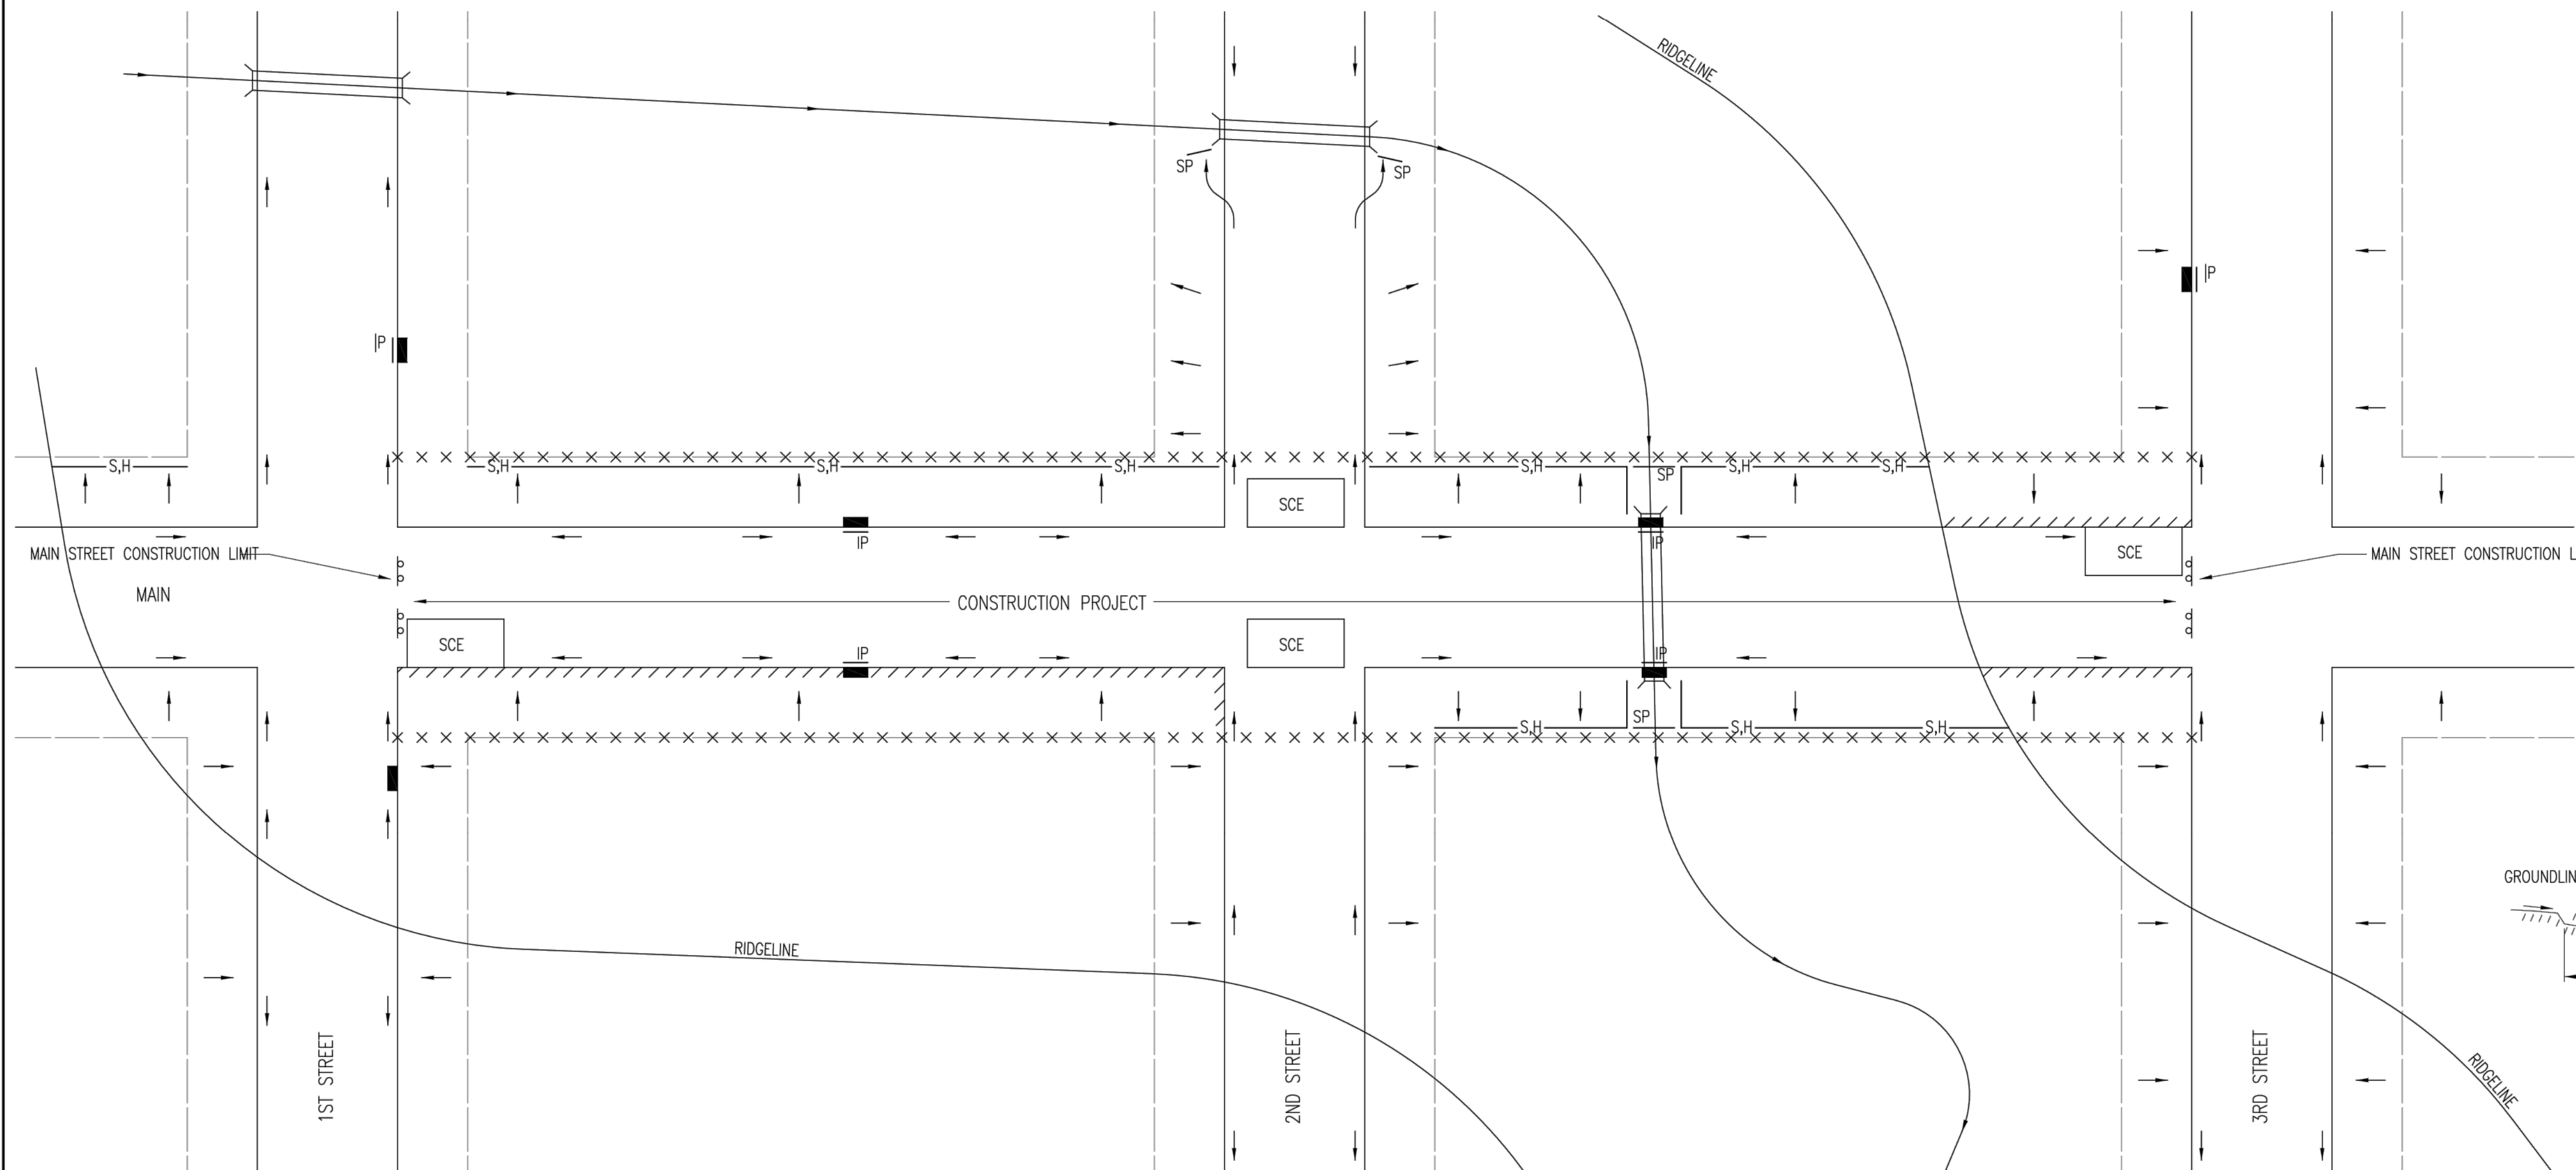 RIDGELINE
SP
SP
IP
IP
S,H
S,H
S,H
S,H
S,H
SP
S,H
S,H
SCE
IP
IP
MAIN STREET CONSTRUCTION LIMIT
SCE
MAIN STREET CONSTRUCTION L
MAIN
CONSTRUCTION PROJECT
SCE
SCE
IP
IP
SP
S,H
S,H
S,H
GROUNDLIN
RIDGELINE
1ST STREET
2ND STREET
3RD STREET
RIDGELINE